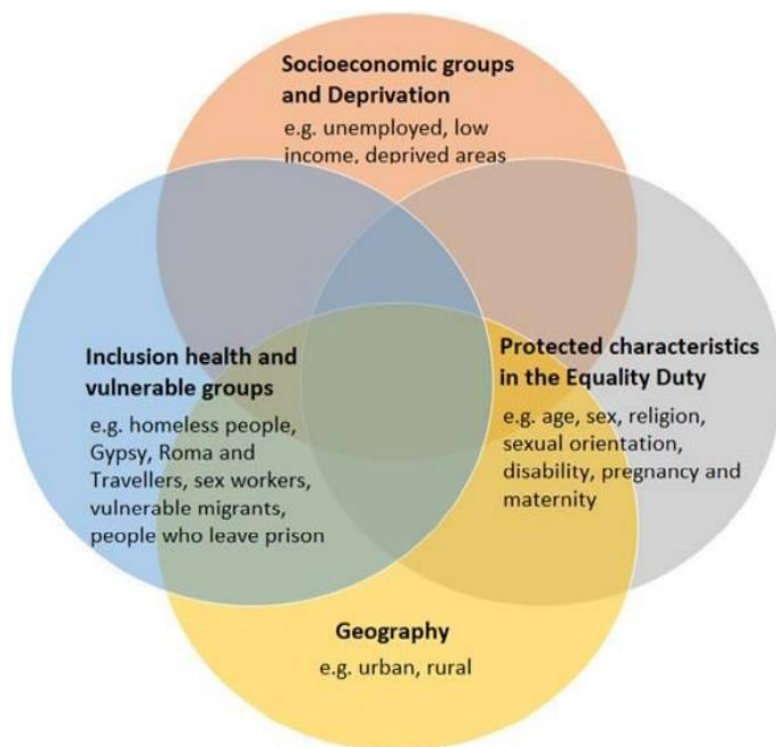 Socioeconomic groups
and Deprivation
e.g. unemployed, low
income, deprived areas
Inclusion health and
vulnerable groups
e.g. homeless people,
Gypsy, Roma and
Travellers, sex workers,
vulnerable migrants,
people who leave prison
Protected characteristics
in the Equality Duty
e.g. age, sex, religion,
sexual orientation,
disability, pregnancy and
maternity
Geography
e.g. urban, rural